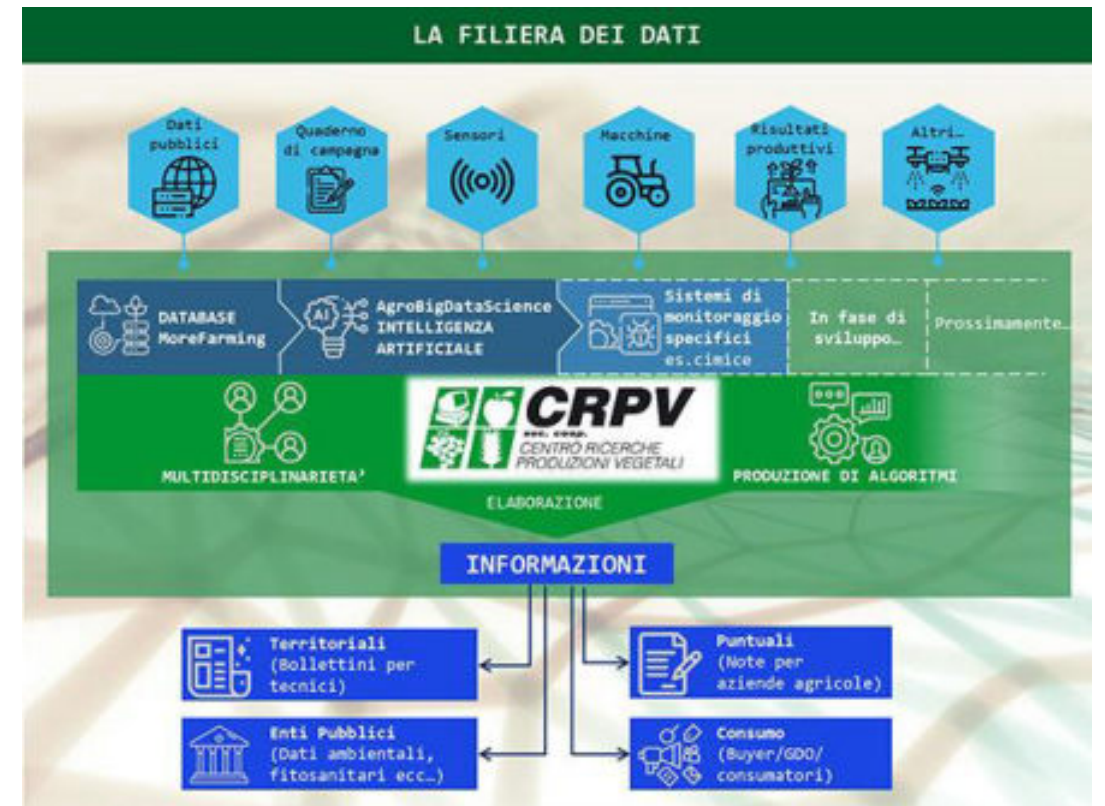 LA FILIERA DEI DATI
Dati
pubblici
Quaderno
di campagna
Sensori
Macchine
Risultati
produttivi
Altri…
DATABASE
MoreFarming
AI
AgroBigDataScience
INTELLIGENZA
ARTIFICIALE
Sistemi di
monitoraggio
specifici
es.cimice
In fase di
sviluppo…
Prossimamente…
MULTIDISCIPLINARIETA'
CRPV
soc. coop.
CENTRO RICERCHE
PRODUZIONI VEGETALI
PRODUZIONE DI ALGORITMI
ELABORAZIONE
INFORMAZIONI
Territoriali
(Bollettini per
tecnici)
Puntuali
(Note per
aziende agricole)
Enti Pubblici
(Dati ambientali,
fitosanitari ecc…)
Consumo
(Buyer/GDO/
consumatori)